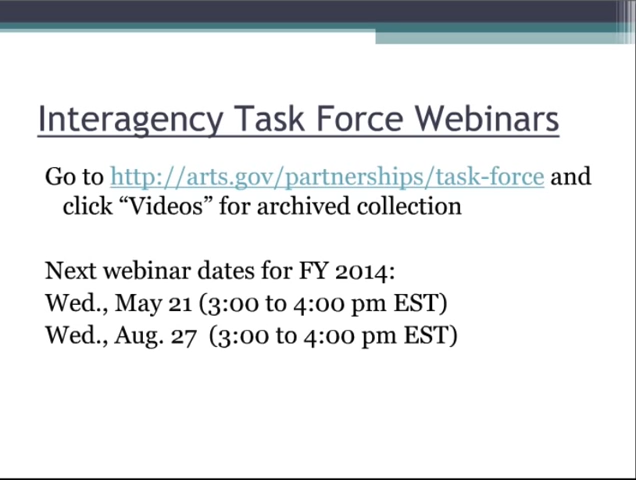 Interagency Task Force Webinars
Go to http://arts.gov/partnerships/task-force and
click “Videos” for archived collection
Next webinar dates for FY 2014:
Wed., May 21 (3:00 to 4:00 pm EST)
Wed., Aug. 27  (3:00 to 4:00 pm EST)